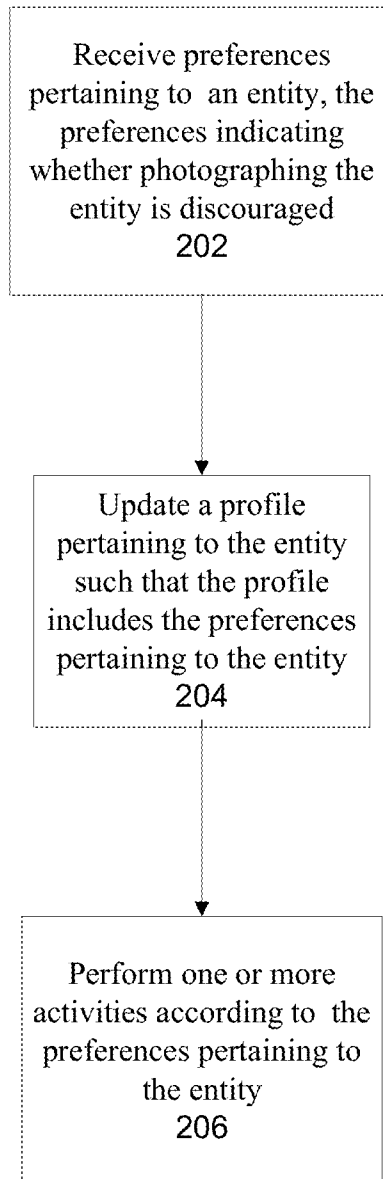 Receive preferences
pertaining to an entity, the
preferences indicating
whether photographing the
entity is discouraged
202
Update a profile
pertaining to the entity
such that the profile
includes the preferences
pertaining to the entity
204
Perform one or more
activities according to the
preferences pertaining to
the entity
206